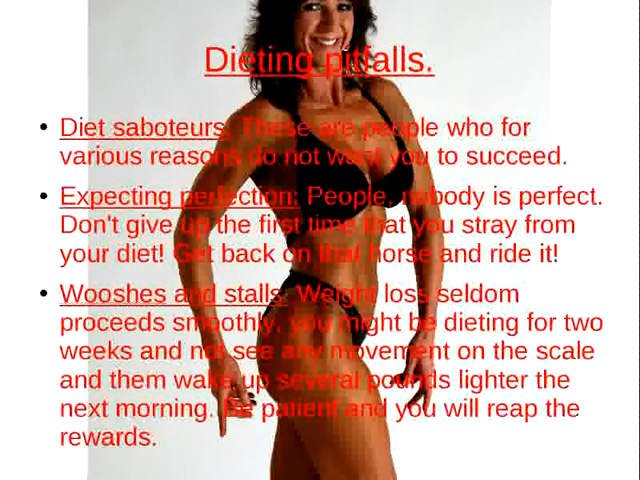 Dieting pitfalls.
• Diet saboteurs: These are people who for
various reasons do not want you to succeed.
• Expecting perfection: People, nobody is perfect.
Don't give up the first time that you stray from
your diet! Get back on that horse and ride it!
• Wooshes and stalls: Weight loss seldom
proceeds smoothly, you might be dieting for two
weeks and not see any movement on the scale
and them wake up several pounds lighter the
next morning. Be patient and you will reap the
rewards.